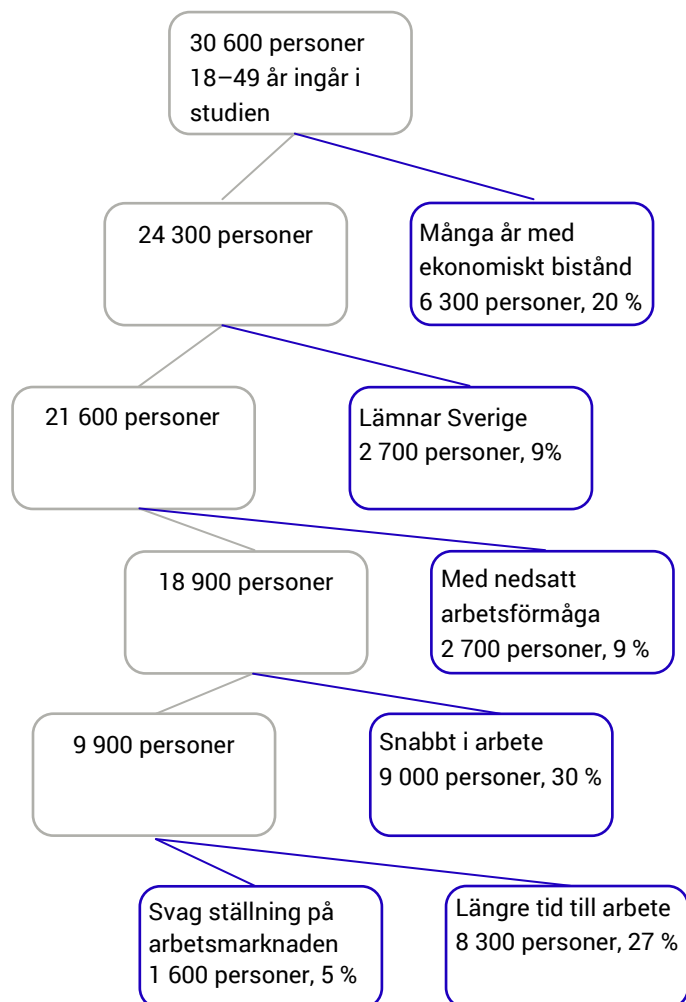 30 600 personer
18–49 år ingår i
studien
24 300 personer
Många år med
ekonomiskt bistånd
6 300 personer, 20 %
21 600 personer
Lämnar Sverige
2 700 personer, 9%
18 900 personer
Med nedsatt
arbetsförmåga
2 700 personer, 9 %
9 900 personer
Snabbt i arbete
9 000 personer, 30 %
Svag ställning på
arbetsmarknaden
1 600 personer, 5 %
Längre tid till arbete
8 300 personer, 27 %